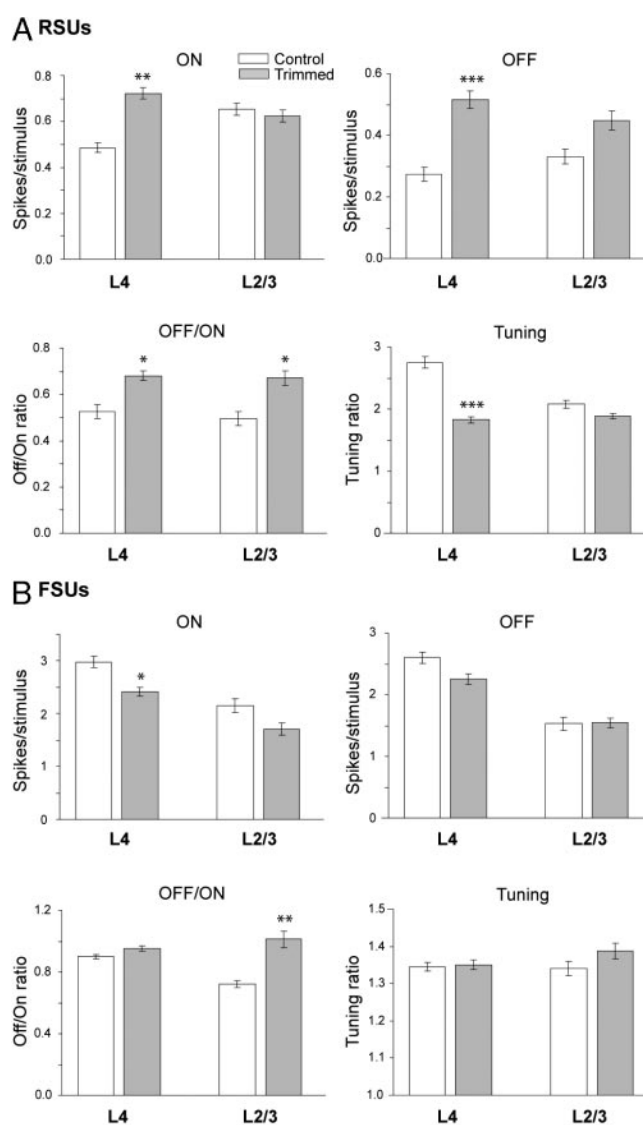 A RSUs
ON
Control
Trimmed
Spikes/stimulus
0.8
0.6
0.4
0.2
0.0
**
L4
L2/3
OFF
Spikes/stimulus
0.6
0.4
0.2
0.0
***
L4
L2/3
OFF/ON
Off/On ratio
0.8
0.6
0.4
0.2
0.0
*
*
L4
L2/3
Tuning
Tuning ratio
3
2
1
***
L4
L2/3
B FSUs
ON
Spikes/stimulus
3
2
1
0
*
L4
L2/3
OFF
Spikes/stimulus
3
2
1
0
L4
L2/3
OFF/ON
Off/On ratio
1.2
0.8
0.4
0.0
**
L4
L2/3
Tuning
Tuning ratio
1.5
1.4
1.3
1.2
1.1
1.0
L4
L2/3